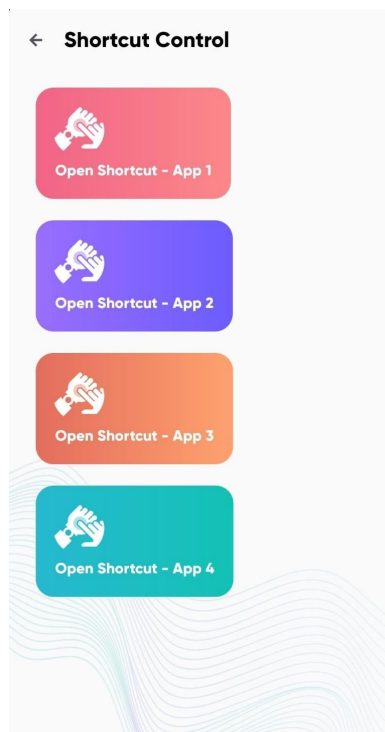 Shortcut Control
Open Shortcut - App 1
Open Shortcut - App 2
Open Shortcut - App 3
Open Shortcut - App 4